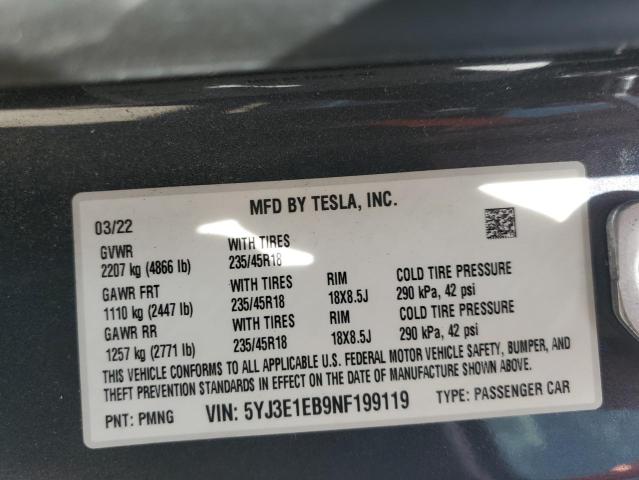 MFD BY TESLA, INC.
03/22
GVWR WITH TIRES
2207 kg (4866 lb) 235/45R18
GAWR FRT WITH TIRES RIM COLD TIRE PRESSURE
1110 kg (2447 lb) 235/45R18 18X8.5J 290 kPa, 42 psi
GAWR RR WITH TIRES RIM COLD TIRE PRESSURE
1257 kg (2771 lb) 235/45R18 18X8.5J 290 kPa, 42 psi
THIS VEHICLE CONFORMS TO ALL APPLICABLE U.S. FEDERAL MOTOR VEHICLE SAFETY, BUMPER, AND
THEFT PREVENTION STANDARDS IN EFFECT ON THE DATE OF MANUFACTURE SHOWN ABOVE.
PNT: PMNG VIN: 5YJ3E1EB9NF199119 TYPE: PASSENGER CAR